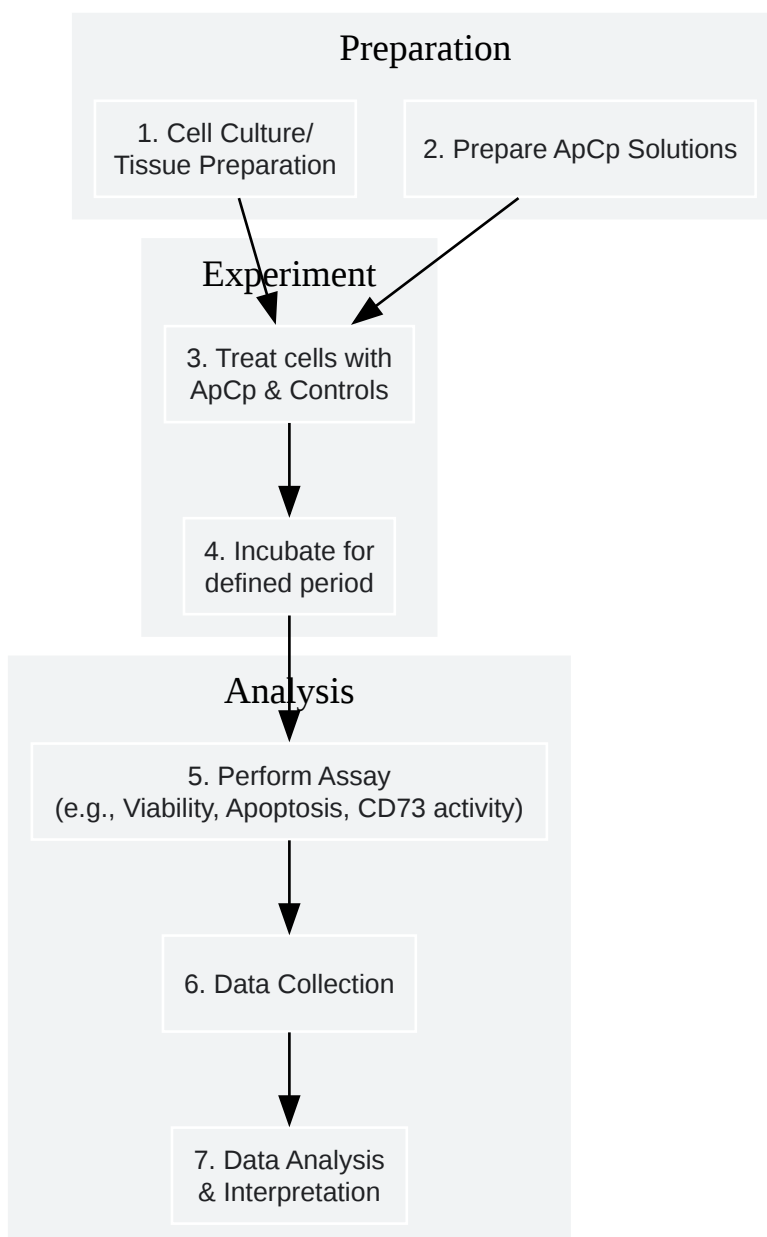 Preparation
1. Cell Culture/
Tissue Preparation
2. Prepare ApCp Solutions
Experiment
3. Treat cells with
ApCp & Controls
4. Incubate for
defined period
Analysis
5. Perform Assay
(e.g., Viability, Apoptosis, CD73 activity)
6. Data Collection
7. Data Analysis
& Interpretation